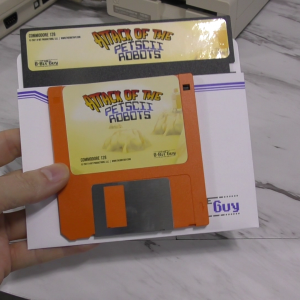 COMMODORE 128
ATTACK OF THE
PETSCII
ROBOTS
8-Bit Guy
ATTACK OF THE
PETSCII
ROBOTS
COMMODORE 128
8-Bit Guy
Guy